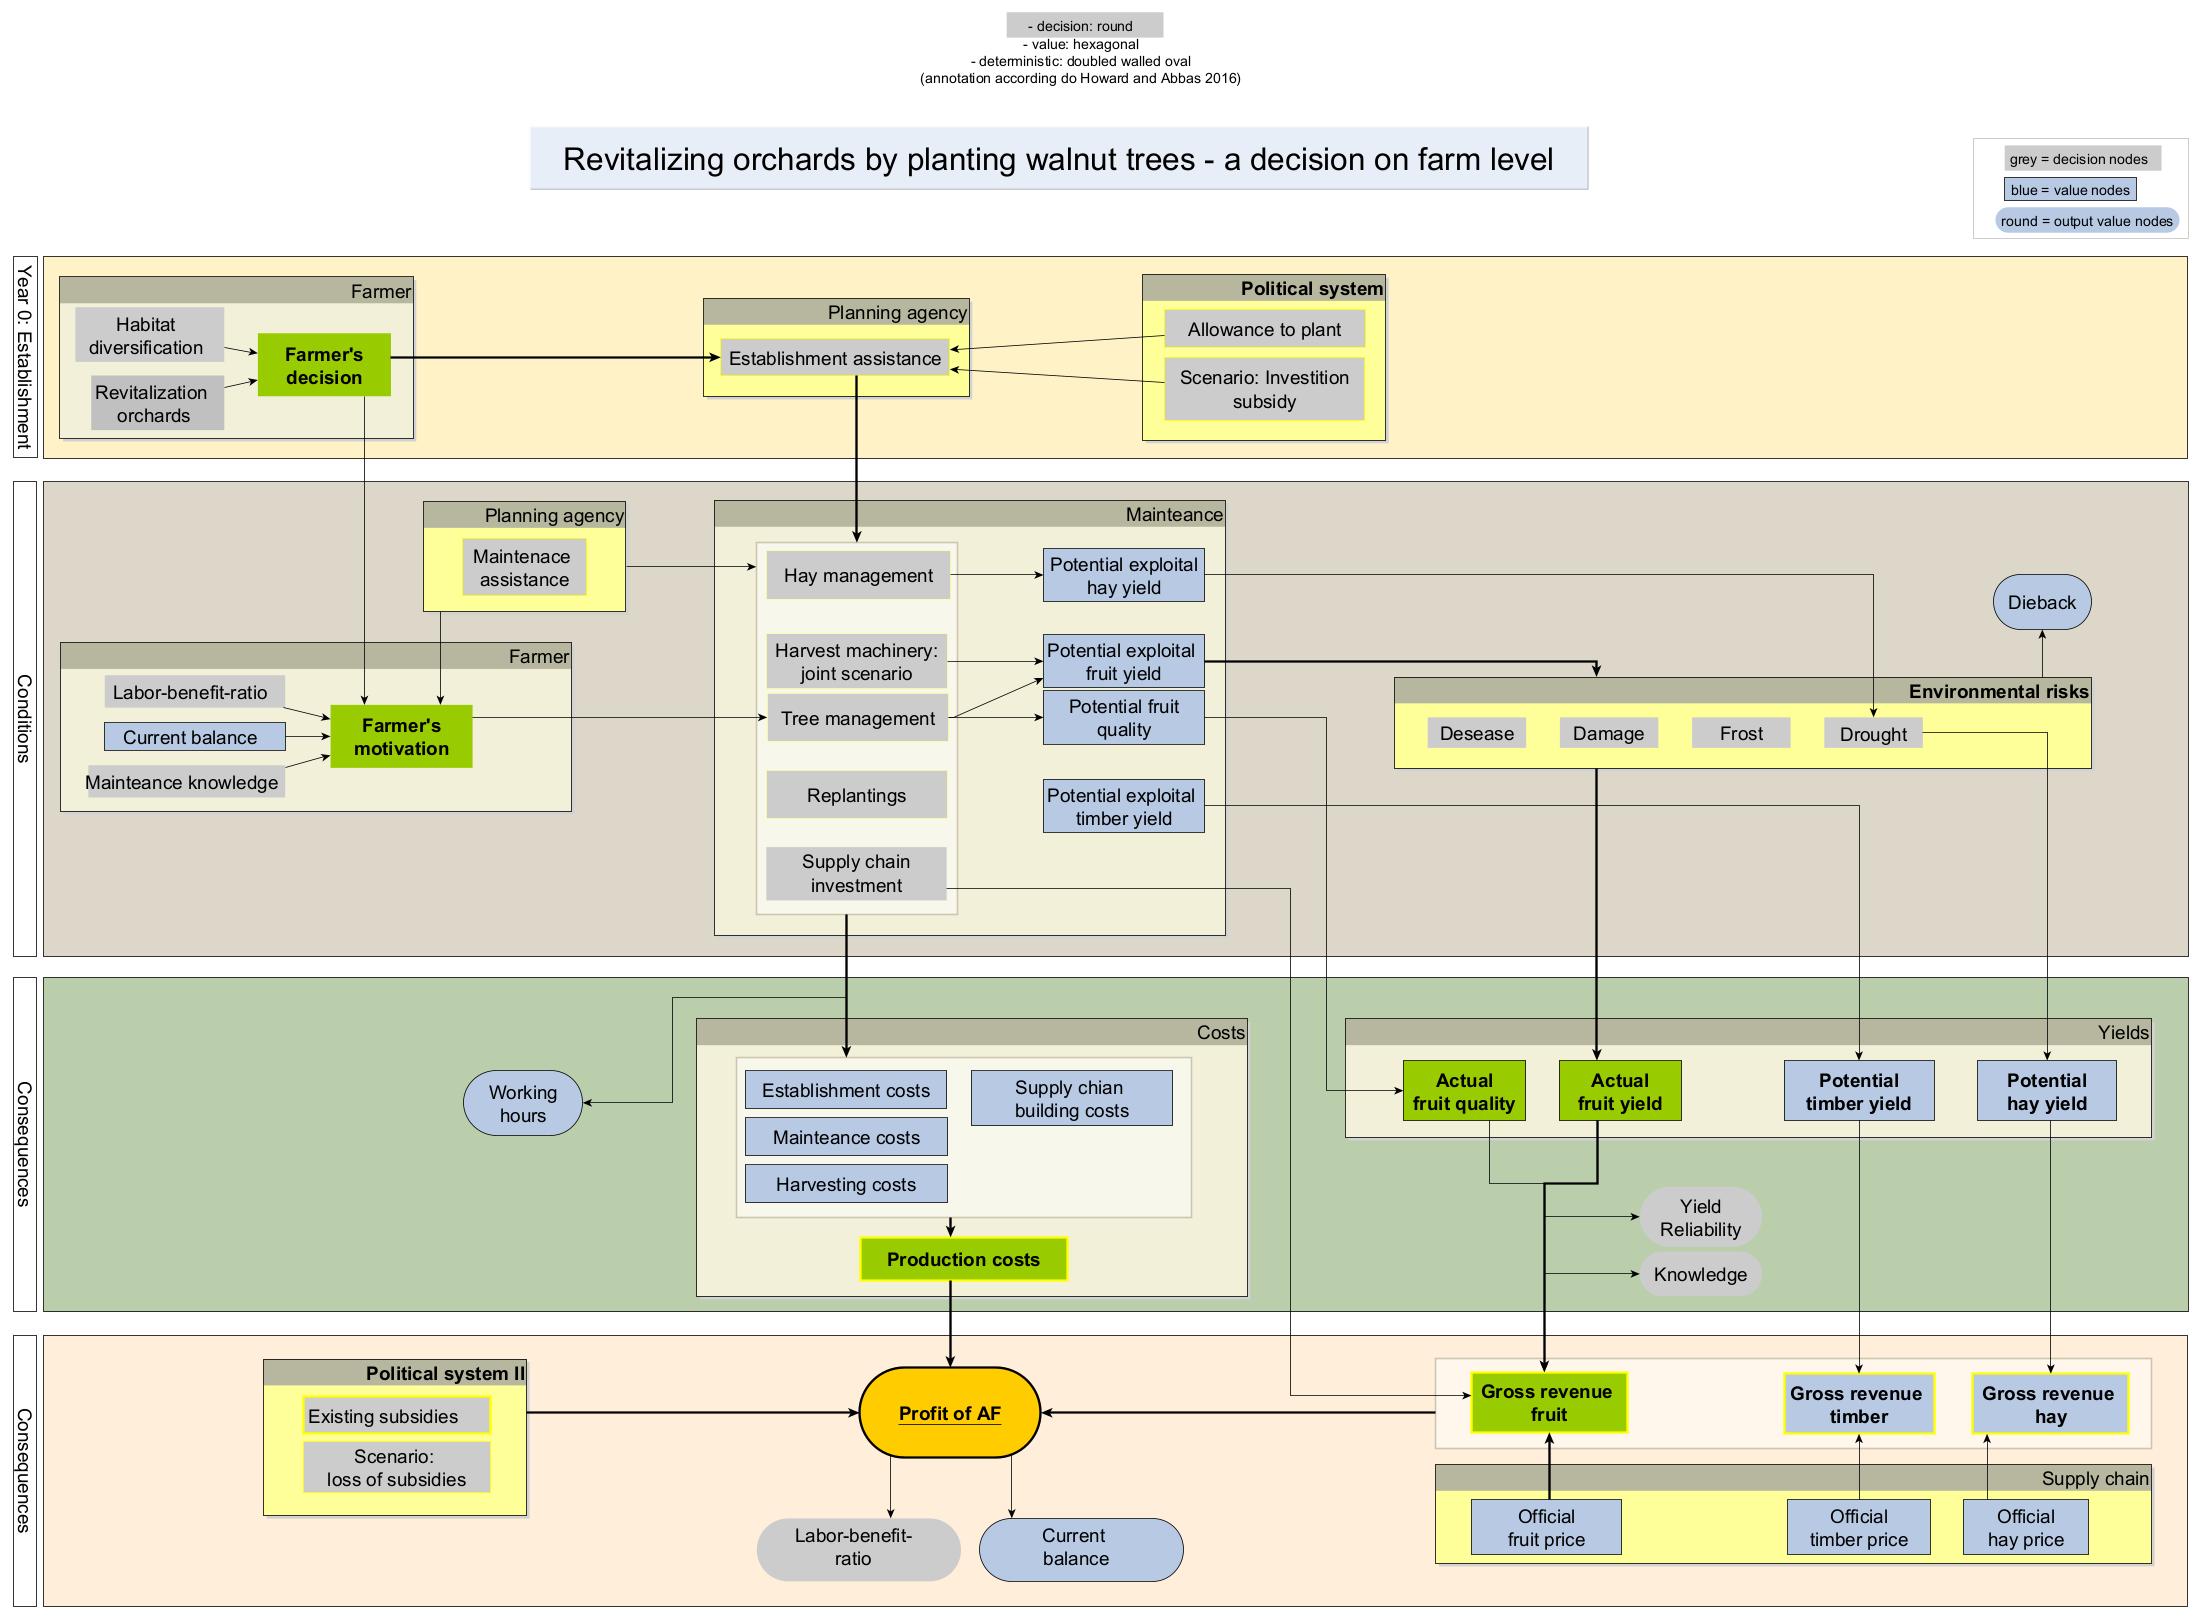 - decision: round
- value: hexagonal
- deterministic: doubled walled oval
(annotation according do Howard and Abbas 2016)
Revitalizing orchards by planting walnut trees - a decision on farm level
grey = decision nodes
blue = value nodes
round = output value nodes
Year 0: Establishment
Farmer
Habitat
diversification
Revitalization
orchards
Farmer's
decision
Planning agency
Establishment assistance
Political system
Allowance to plant
Scenario: Investition
subsidy
Conditions
Planning agency
Maintenace
assistance
Farmer
Labor-benefit-ratio
Current balance
Mainteance knowledge
Farmer's
motivation
Mainteance
Hay management
Harvest machinery:
joint scenario
Tree management
Replantings
Supply chain
investment
Potential exploital
hay yield
Potential exploital
fruit yield
Potential fruit
quality
Potential exploital
timber yield
Dieback
Environmental risks
Desease
Damage
Frost
Drought
Consequences
Working
hours
Costs
Establishment costs
Mainteance costs
Harvesting costs
Supply chian
building costs
Production costs
Yields
Actual
fruit quality
Actual
fruit yield
Potential
timber yield
Potential
hay yield
Yield
Reliability
Knowledge
Consequences
Political system II
Existing subsidies
Scenario:
loss of subsidies
Profit of AF
Labor-benefit-
ratio
Current
balance
Gross revenue
fruit
Gross revenue
timber
Gross revenue
hay
Supply chain
Official
fruit price
Official
timber price
Official
hay price